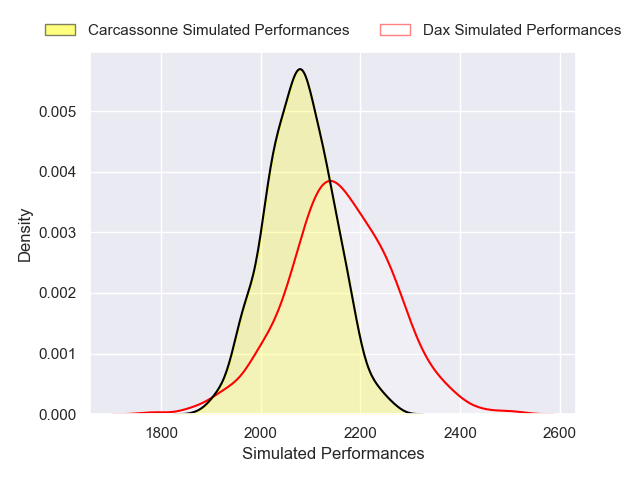 Carcassonne Simulated Performances Dax Simulated Performances
0.005
0.004
0.003
0.002
0.001
0.000
Density
1800 2000 2200 2400 2600
Simulated Performances